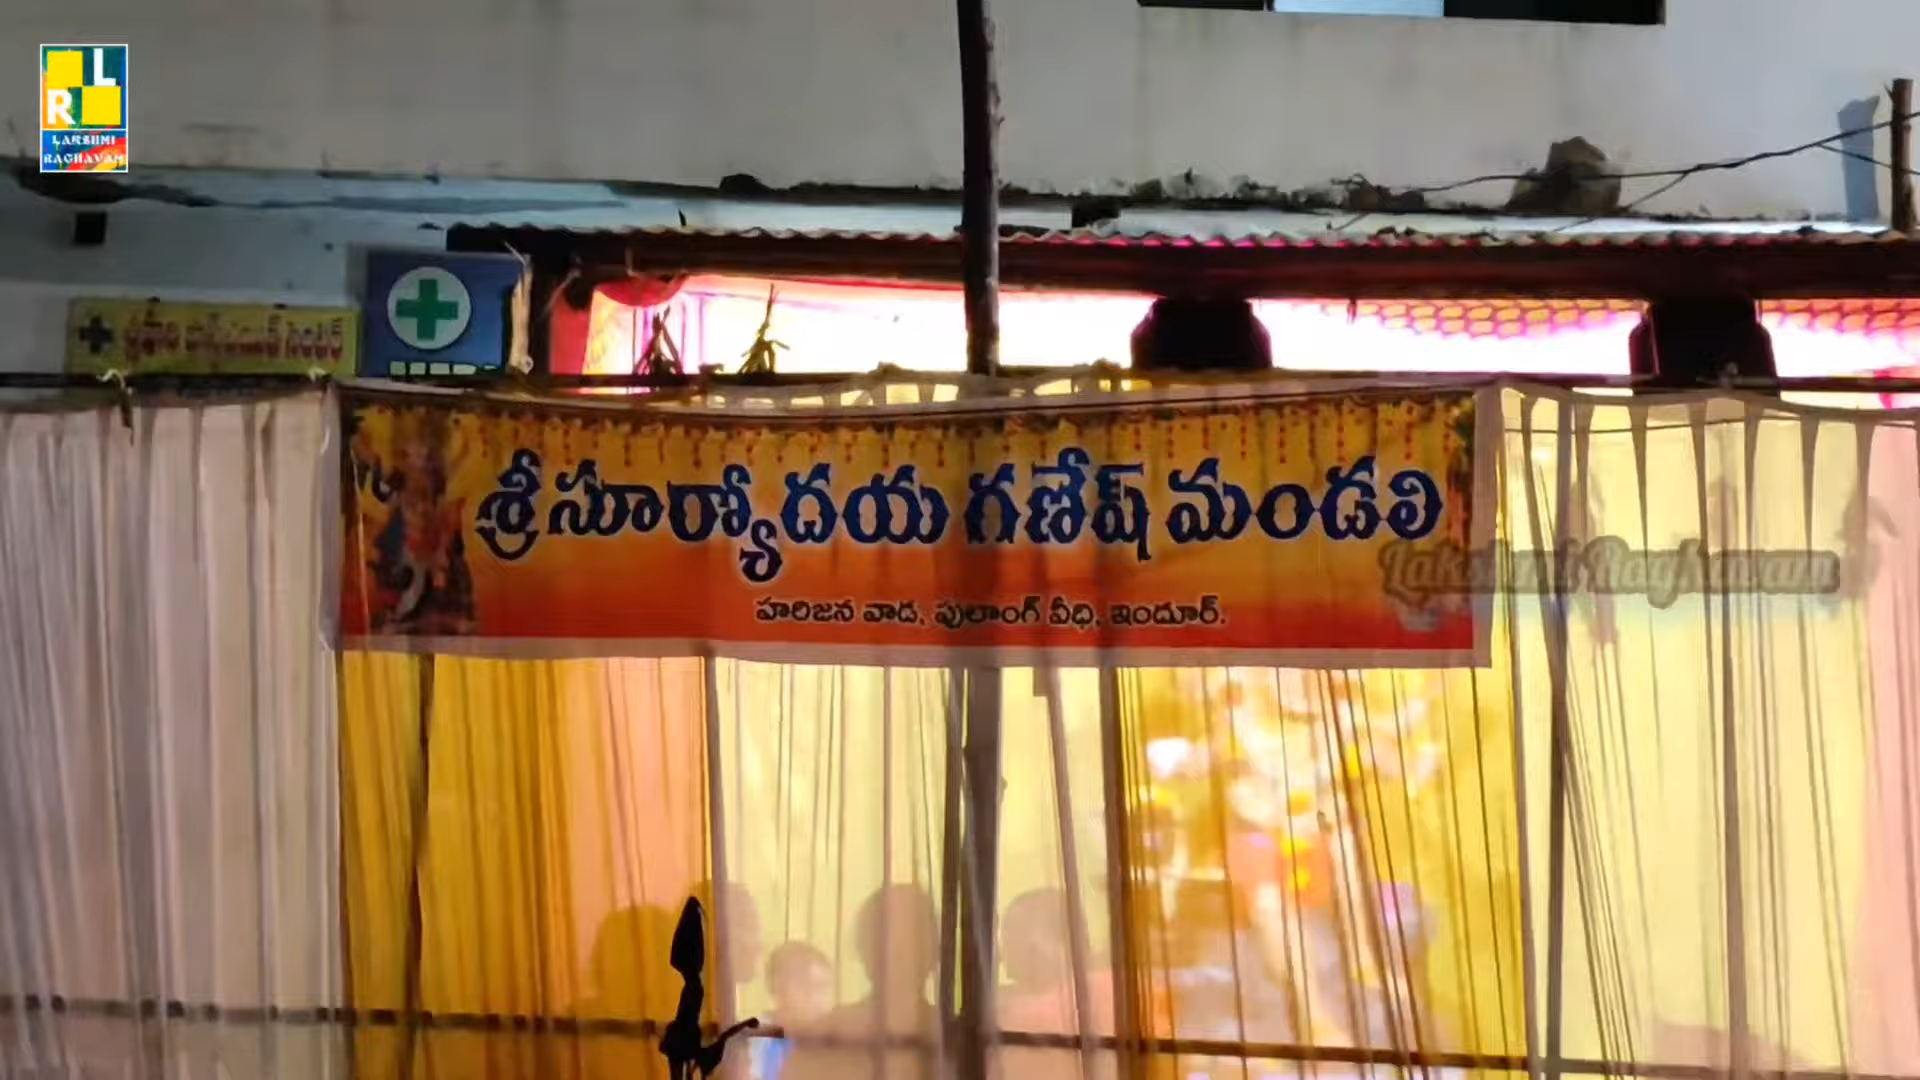 L
R
LAKSHMI
RAGHAVAM
శ్రీ సూర్యోదయ గణేష్ మండలి
Lakshmi Raghavam
హరిజన వాడ, పులాంగ్ వీధి, ఇందూర్.